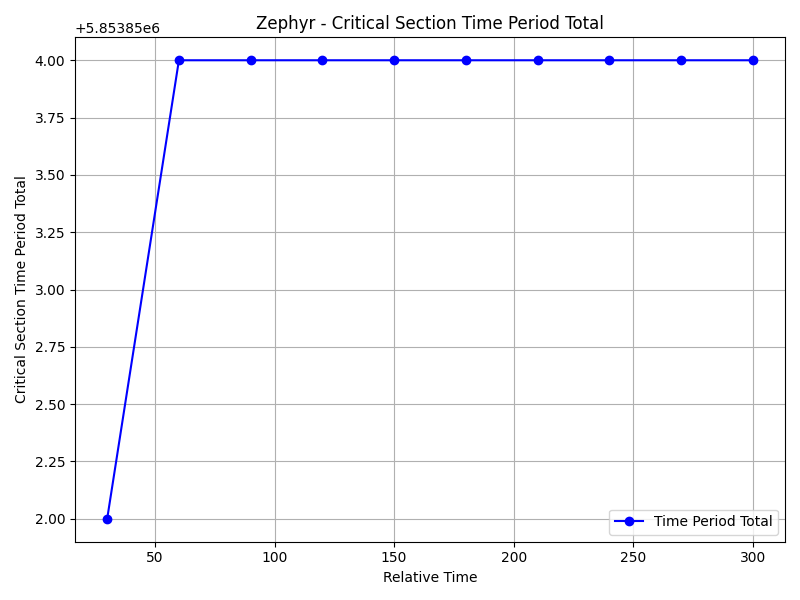 Zephyr - Critical Section Time Period Total
+5.85385e6
4.00
3.75
3.50
3.25
3.00
2.75
2.50
2.25
2.00
Critical Section Time Period Total
Time Period Total
50 100 150 200 250 300
Relative Time